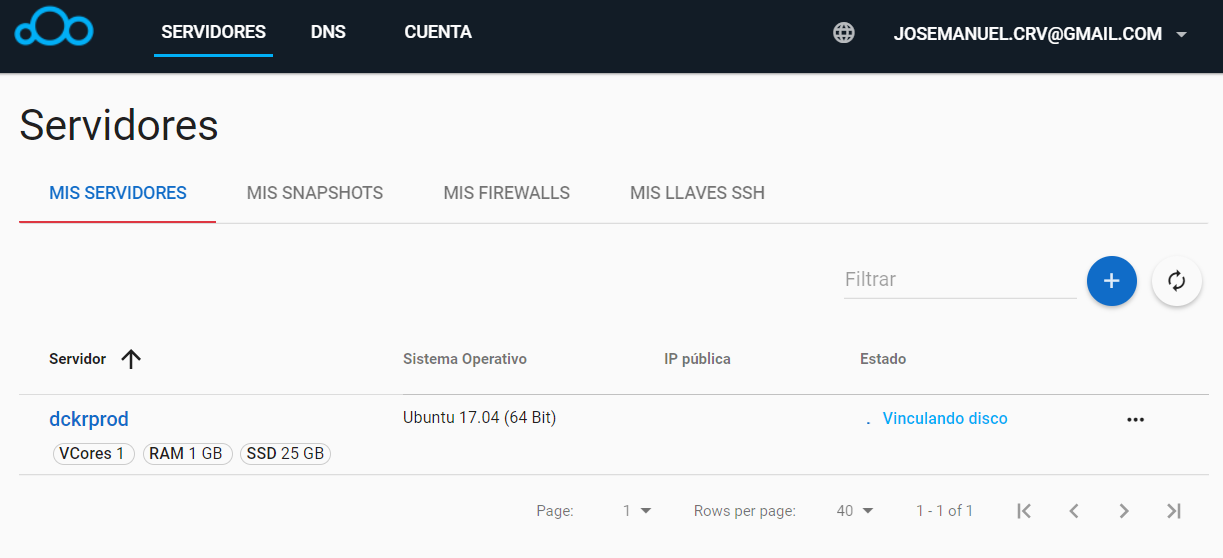 SERVIDORES DNS CUENTA JOSEMANUEL.CRV@GMAIL.COM
Servidores
MIS SERVIDORES MIS SNAPSHOTS MIS FIREWALLS MIS LLAVES SSH
Filtrar
Servidor Sistema Operativo IP pública Estado
dckrprod Ubuntu 17.04 (64 Bit) . Vinculando disco
VCores 1 RAM 1 GB SSD 25 GB
Page: 1 Rows per page: 40 1 - 1 of 1